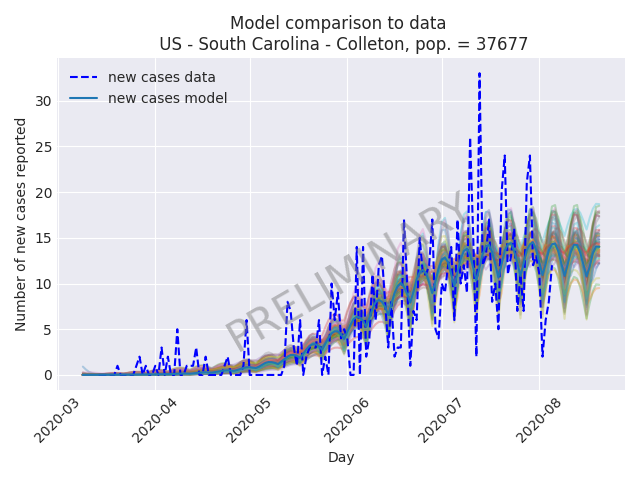 Model comparison to data
US - South Carolina - Colleton, pop. = 37677
new cases data
new cases model
PRELIMINARY
Number of new cases reported
30
25
20
15
10
5
0
2020-03
2020-04
2020-05
2020-06
2020-07
2020-08
Day